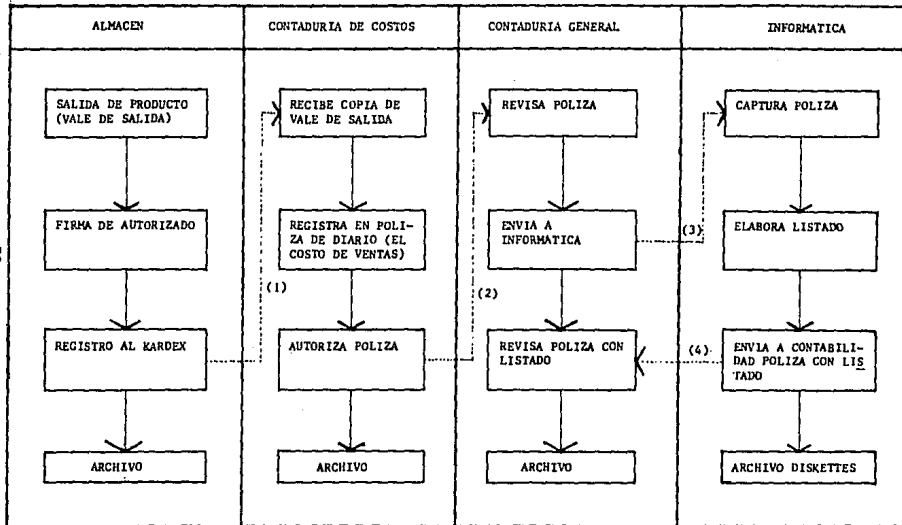 ALMACEN
CONTADURIA DE COSTOS
CONTADURIA GENERAL
INFORMATICA
SALIDA DE PRODUCTO
(VALE DE SALIDA)
FIRMA DE AUTORIZADO
REGISTRO AL KARDEX
ARCHIVO
(1)
RECIBE COPIA DE
VALE DE SALIDA
REGISTRA EN POLI-
ZA DE DIARIO (EL
COSTO DE VENTAS)
AUTORIZA POLIZA
ARCHIVO
(2)
REVISA POLIZA
ENVIA A
INFORMATICA
REVISA POLIZA CON
LISTADO
ARCHIVO
(3)
(4)
CAPTURA POLIZA
ELABORA LISTADO
ENVIA A CONTABILI-
DAD POLIZA CON LIS
TADO
ARCHIVO DISKETTES